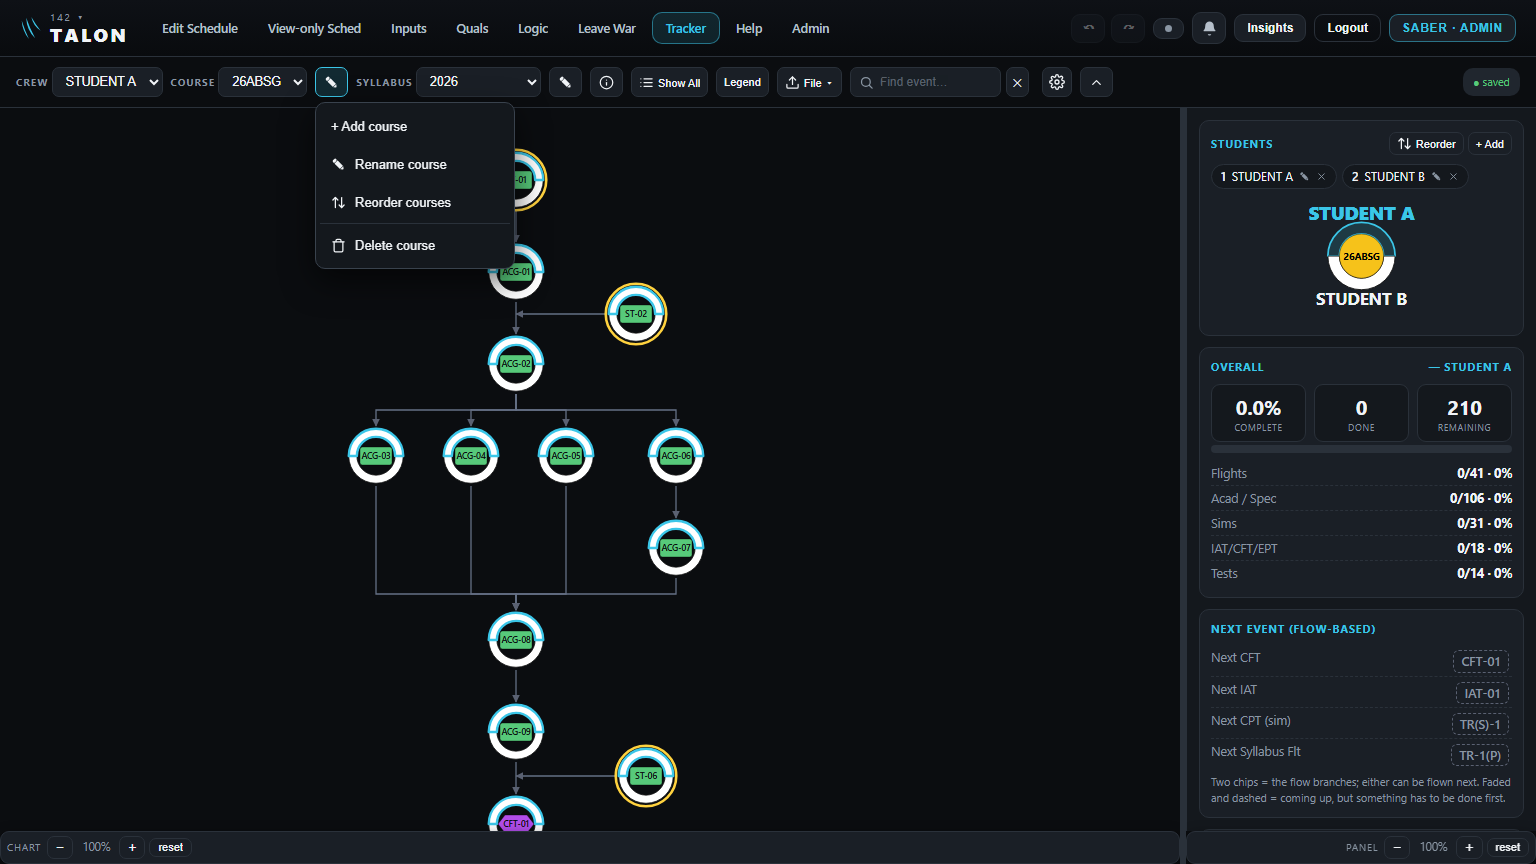 142
TALON
Edit Schedule
View-only Sched
Inputs
Quals
Logic
Leave War
Tracker
Help
Admin
Insights
Logout
SABER · ADMIN
CREW
STUDENT A
COURSE
26ABSG
SYLLABUS
2026
Show All
Legend
File
Find event…
saved
+ Add course
Rename course
Reorder courses
Delete course
-01
ACG-01
ST-02
ACG-02
ACG-03
ACG-04
ACG-05
ACG-06
ACG-07
ACG-08
ACG-09
ST-06
CFT-01
CHART
−
100%
+
reset
STUDENTS
Reorder
+ Add
1 STUDENT A
2 STUDENT B
STUDENT A
26ABSG
STUDENT B
OVERALL
— STUDENT A
0.0%
COMPLETE
0
DONE
210
REMAINING
Flights 0/41 · 0%
Acad / Spec 0/106 · 0%
Sims 0/31 · 0%
IAT/CFT/EPT 0/18 · 0%
Tests 0/14 · 0%
NEXT EVENT (FLOW-BASED)
Next CFT CFT-01
Next IAT IAT-01
Next CPT (sim) TR(S)-1
Next Syllabus Flt TR-1(P)
Two chips = the flow branches; either can be flown next. Faded
and dashed = coming up, but something has to be done first.
PANEL
−
100%
+
reset